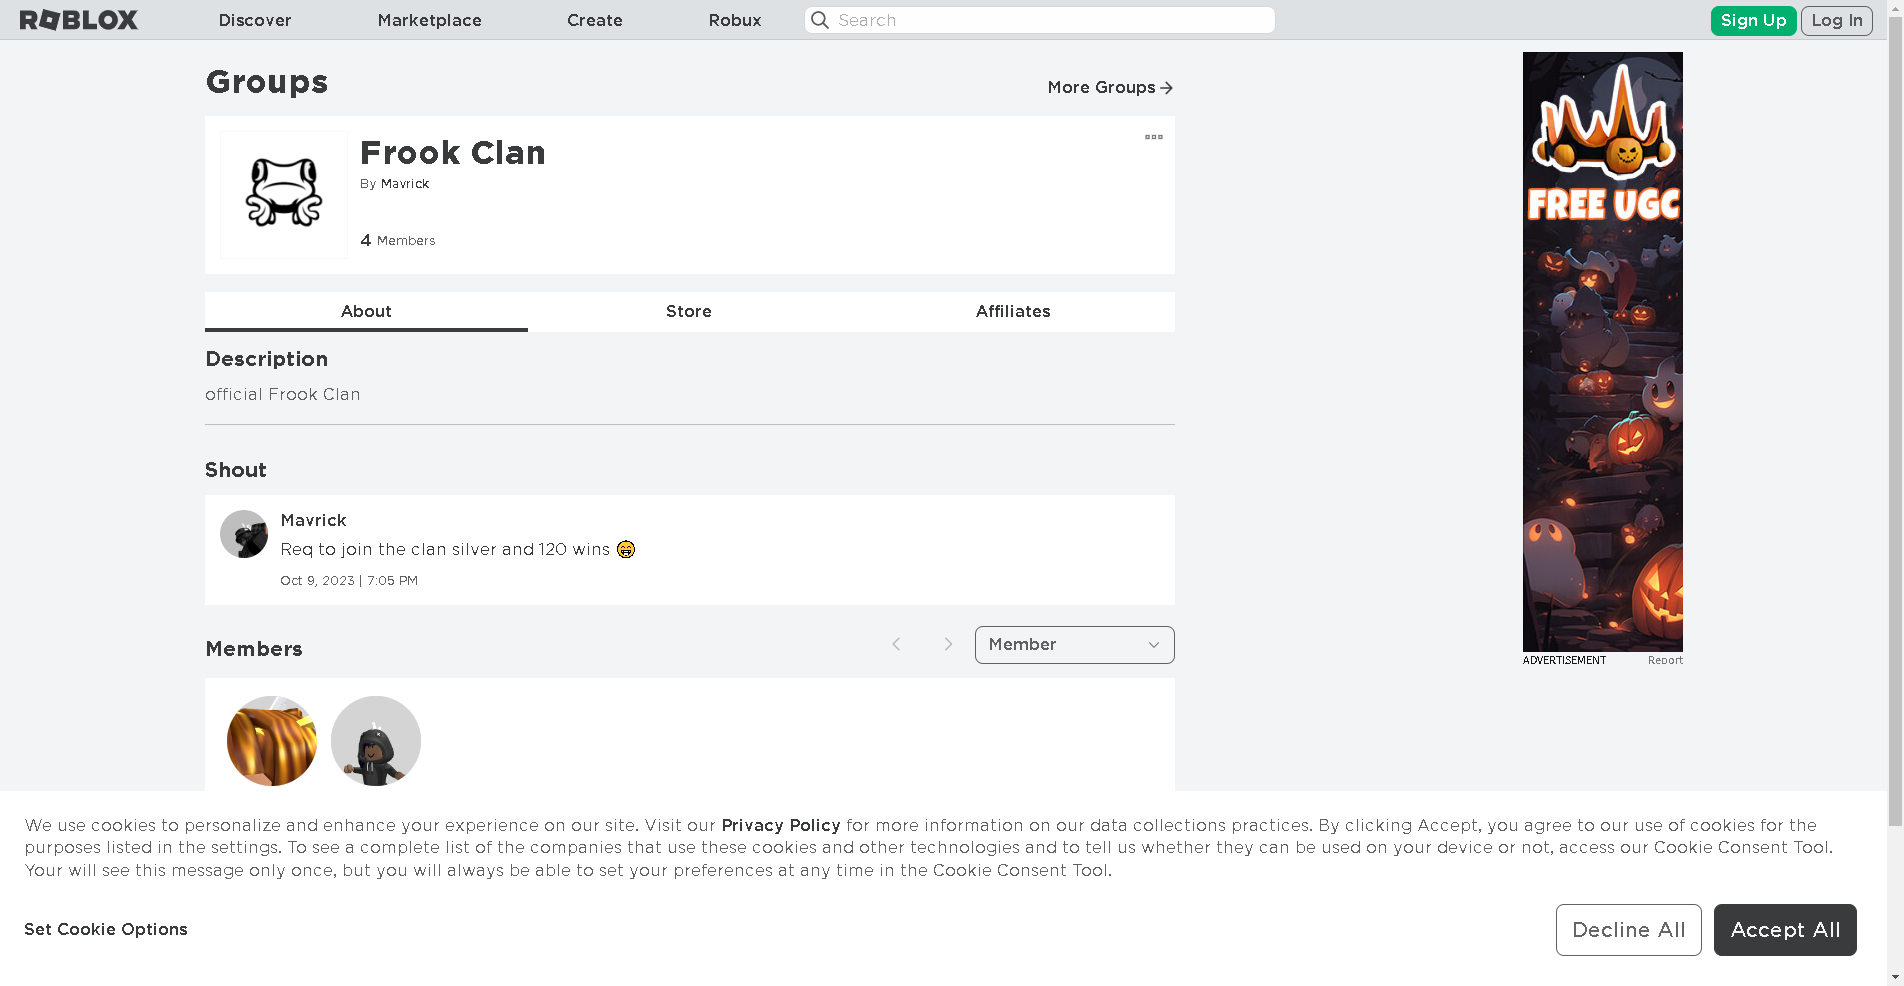 ROBLOX Discover Marketplace Create Robux Search Sign Up Log In
Groups
More Groups
Frook Clan
By Mavrick
4 Members
About Store Affiliates
Description
official Frook Clan
Shout
Mavrick
Req to join the clan silver and 120 wins 😁
Oct 9, 2023 | 7:05 PM
Members
Member
FREE UGC
ADVERTISEMENT Report
We use cookies to personalize and enhance your experience on our site. Visit our Privacy Policy for more information on our data collections practices. By clicking Accept, you agree to our use of cookies for the
purposes listed in the settings. To see a complete list of the companies that use these cookies and other technologies and to tell us whether they can be used on your device or not, access our Cookie Consent Tool.
Your will see this message only once, but you will always be able to set your preferences at any time in the Cookie Consent Tool.
Set Cookie Options
Decline All
Accept All